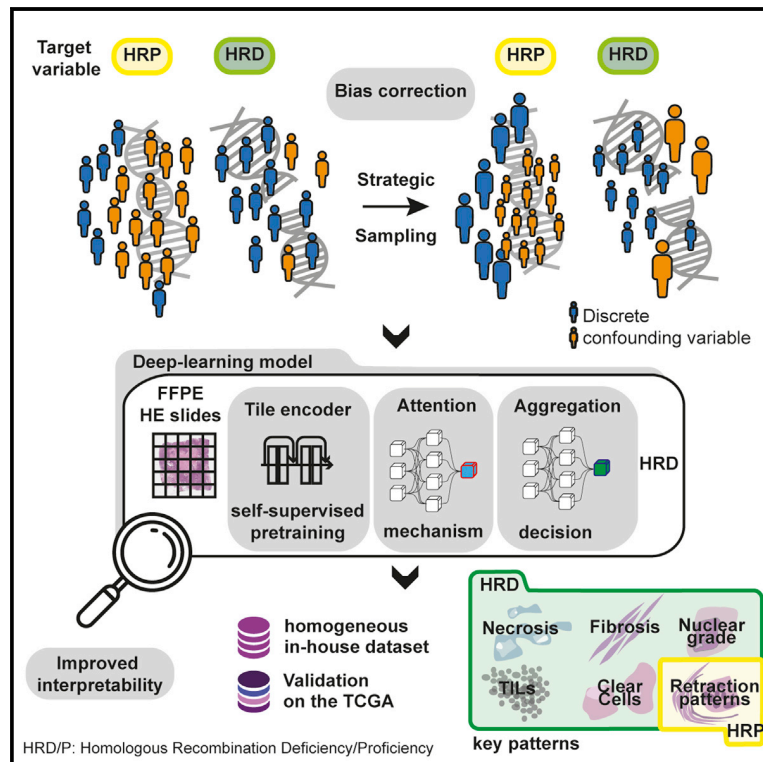 Target
variable
HRP
HRD
Bias correction
HRP
HRD
Strategic
Sampling
Discrete
confounding variable
Deep-learning model
FFPE
HE slides
Tile encoder
self-supervised
pretraining
Attention
mechanism
Aggregation
decision
HRD
Improved
interpretability
homogeneous
in-house dataset
Validation
on the TCGA
HRD
Necrosis
Fibrosis
Nuclear
grade
TILs
Clear
Cells
Retraction
patterns
HRP
key patterns
HRD/P: Homologous Recombination Deficiency/Proficiency